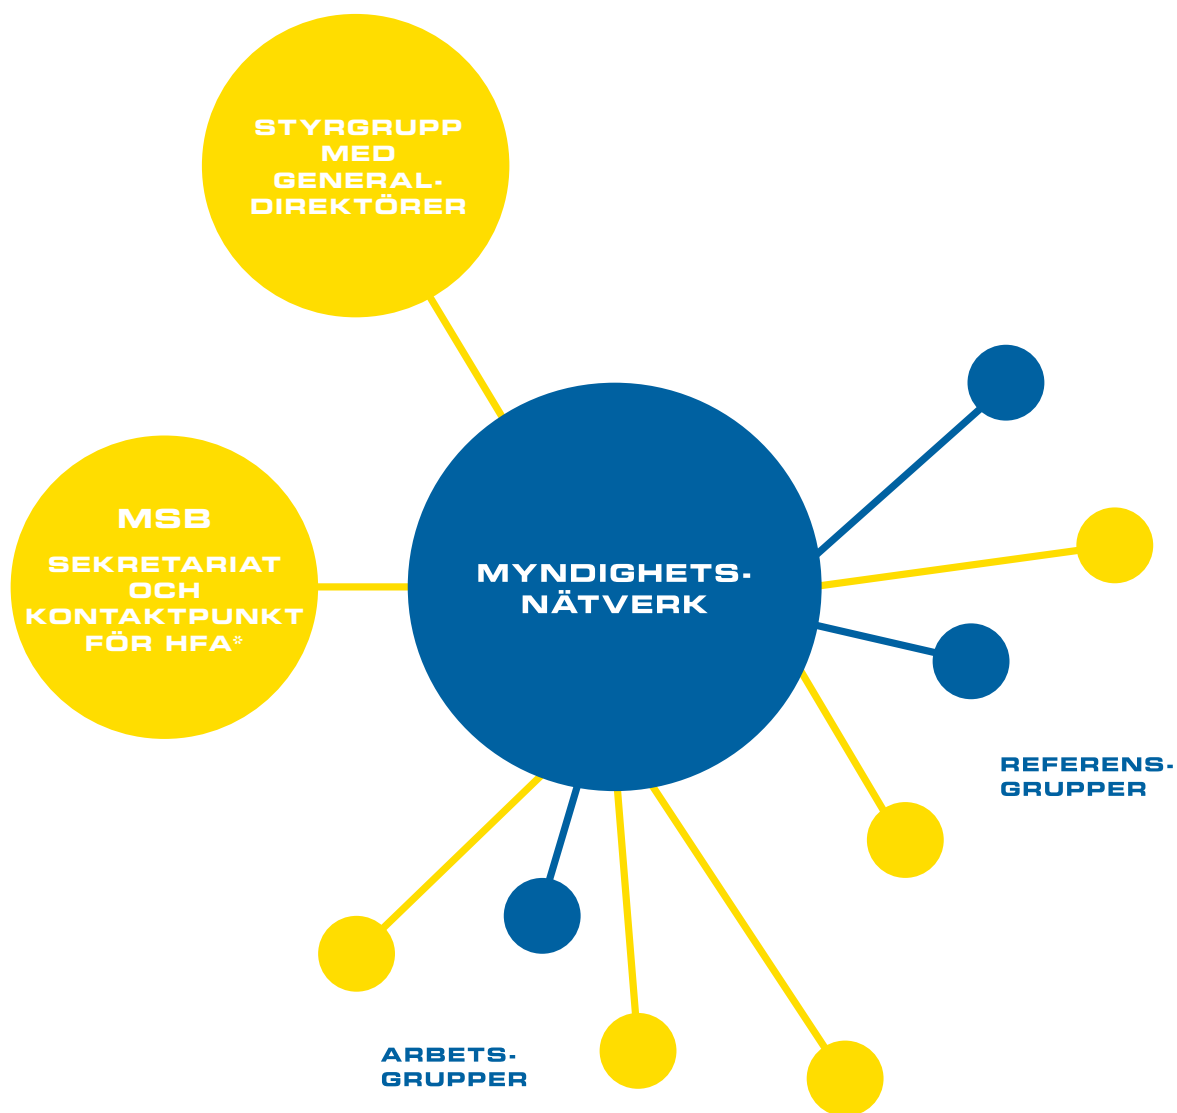 STYRGRUPP
MED
GENERAL-
DIREKTÖRER
MSB
SEKRETARIAT
OCH
KONTAKTPUNKT
FÖR HFA*
MYNDIGHETS-
NÄTVERK
REFERENS-
GRUPPER
ARBETS-
GRUPPER